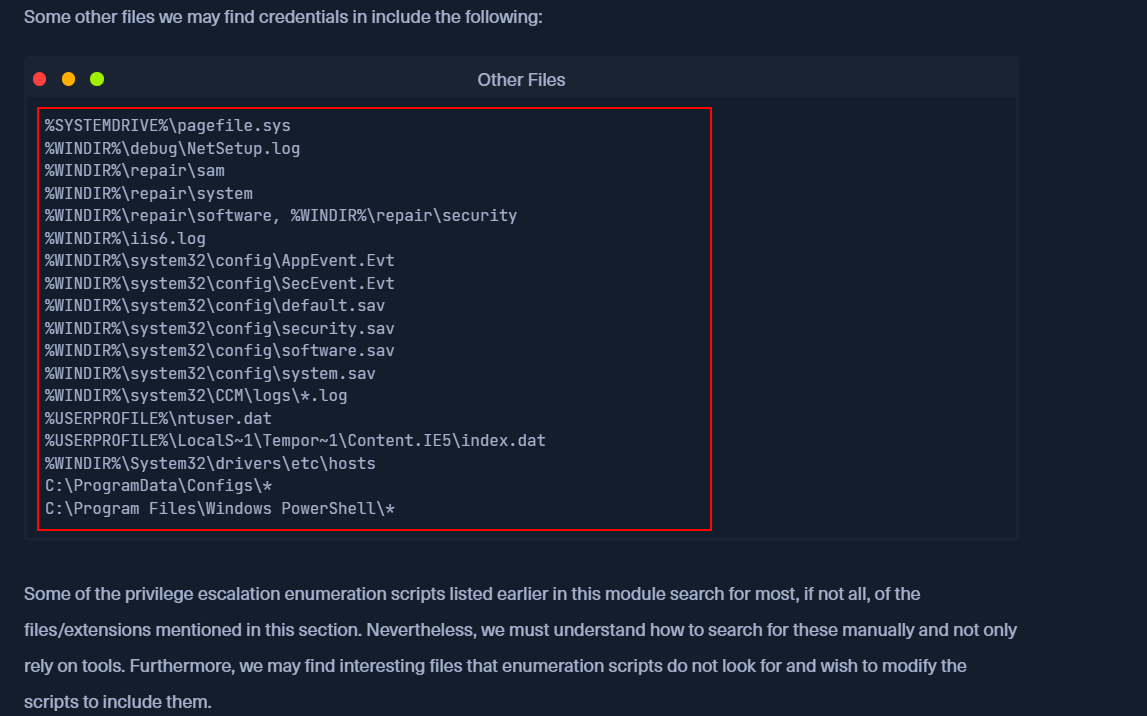 Some other files we may find credentials in include the following:
Other Files
%SYSTEMDRIVE%\pagefile.sys
%WINDIR%\debug\NetSetup.log
%WINDIR%\repair\sam
%WINDIR%\repair\system
%WINDIR%\repair\software, %WINDIR%\repair\security
%WINDIR%\iis6.log
%WINDIR%\system32\config\AppEvent.Evt
%WINDIR%\system32\config\SecEvent.Evt
%WINDIR%\system32\config\default.sav
%WINDIR%\system32\config\security.sav
%WINDIR%\system32\config\software.sav
%WINDIR%\system32\config\system.sav
%WINDIR%\system32\CCM\logs\*.log
%USERPROFILE%\ntuser.dat
%USERPROFILE%\LocalS~1\Tempor~1\Content.IE5\index.dat
%WINDIR%\System32\drivers\etc\hosts
C:\ProgramData\Configs\*
C:\Program Files\Windows PowerShell\*
Some of the privilege escalation enumeration scripts listed earlier in this module search for most, if not all, of the
files/extensions mentioned in this section. Nevertheless, we must understand how to search for these manually and not only
rely on tools. Furthermore, we may find interesting files that enumeration scripts do not look for and wish to modify the
scripts to include them.